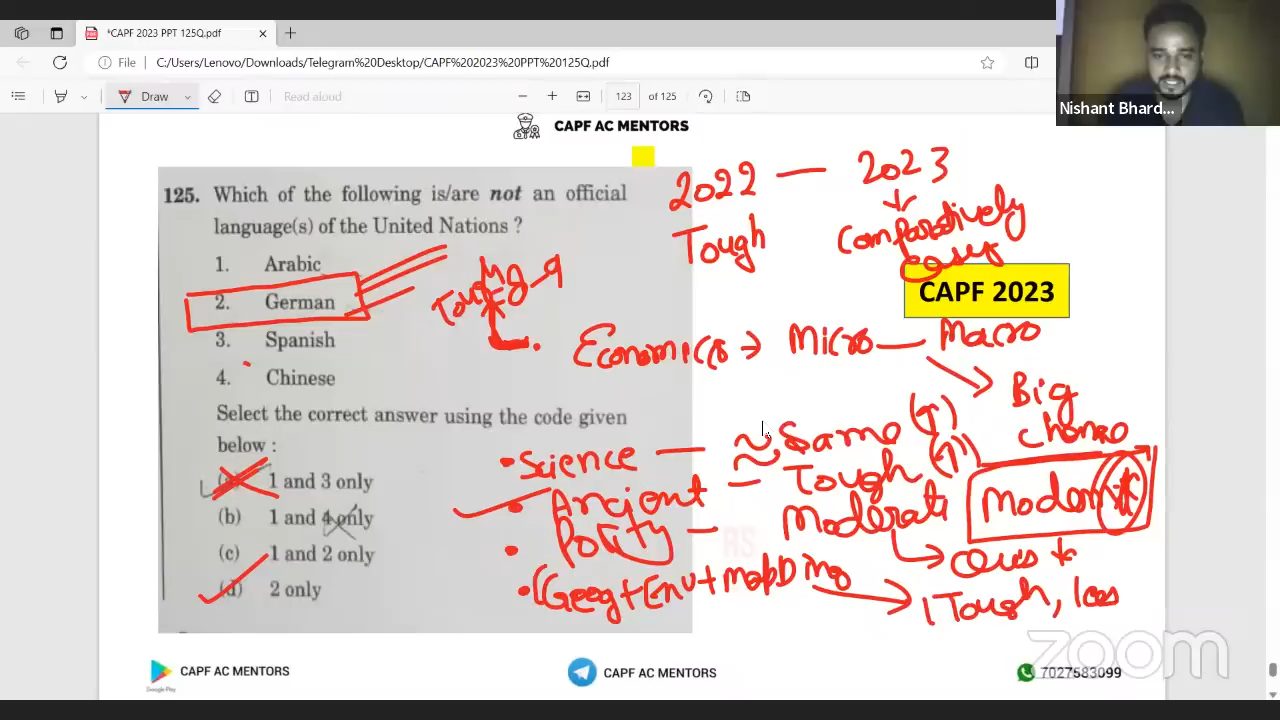 *CAPF 2023 PPT 125Q.pdf
File
C:/Users/Lenovo/Downloads/Telegram%20Desktop/CAPF%202023%20PPT%20125Q.pdf
Draw
Read aloud
123 of 125
Nishant Bhard...
CAPF AC MENTORS
125. Which of the following is/are not an official
language(s) of the United Nations ?
1. Arabic
2. German
3. Spanish
4. Chinese
Select the correct answer using the code given
below :
1 and 3 only
(b) 1 and 4 only
(c) 1 and 2 only
(d) 2 only
2022 — 2023
Tough
Comparatively
easy
CAPF 2023
Economics → Micro — Macro
Big
change
Science — ≈ Same (↑)
Ancient — Tough (↑)
Polity — Moderate
(Geog + Env + mapping
Tough, less
zoom
Google Play
CAPF AC MENTORS
CAPF AC MENTORS
7027583099